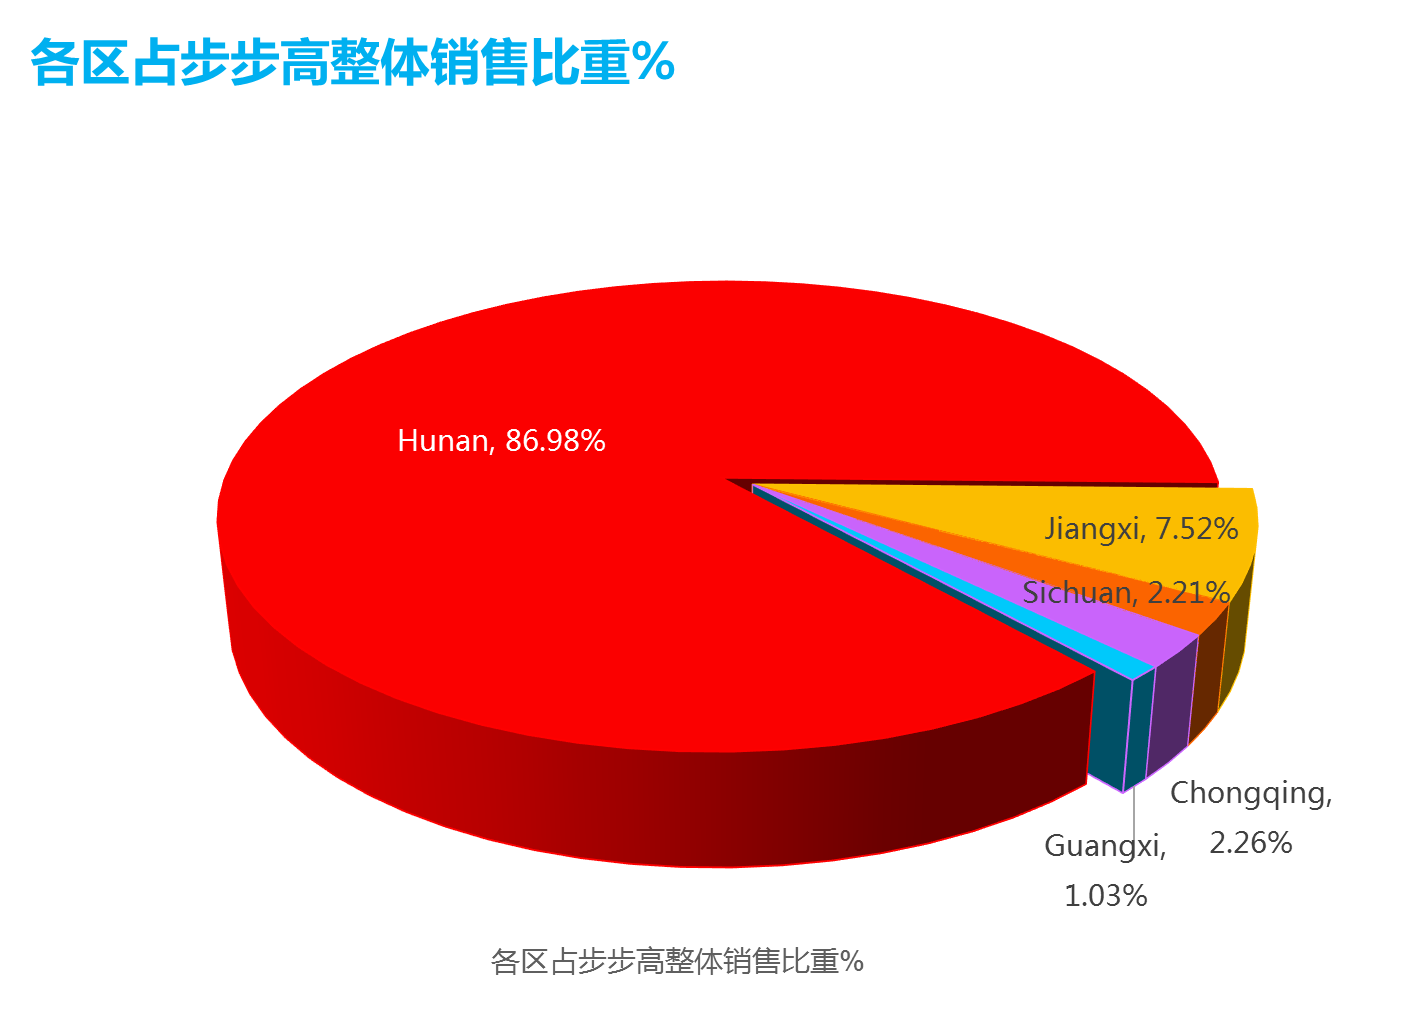 各区占步步高整体销售比重%
Hunan, 86.98%
Jiangxi, 7.52%
Sichuan, 2.21%
Chongqing,
2.26%
Guangxi,
1.03%
各区占步步高整体销售比重%